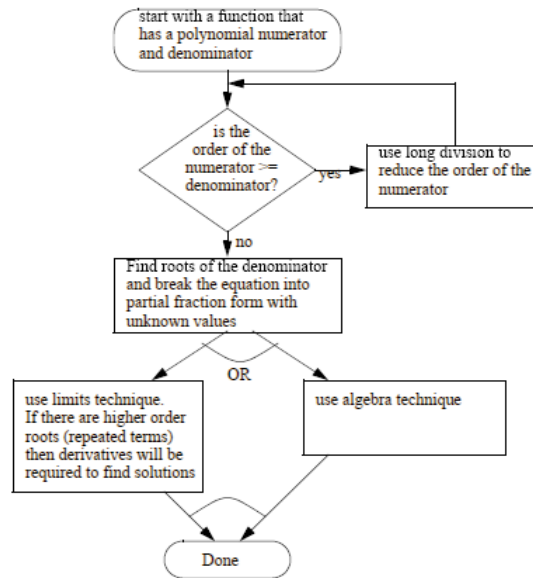 start with a function that
has a polynomial numerator
and denominator
is the
order of the
numerator >=
denominator?
yes
use long division to
reduce the order of the
numerator
no
Find roots of the denominator
and break the equation into
partial fraction form with
unknown values
OR
use limits technique.
If there are higher order
roots (repeated terms)
then derivatives will be
required to find solutions
use algebra technique
Done